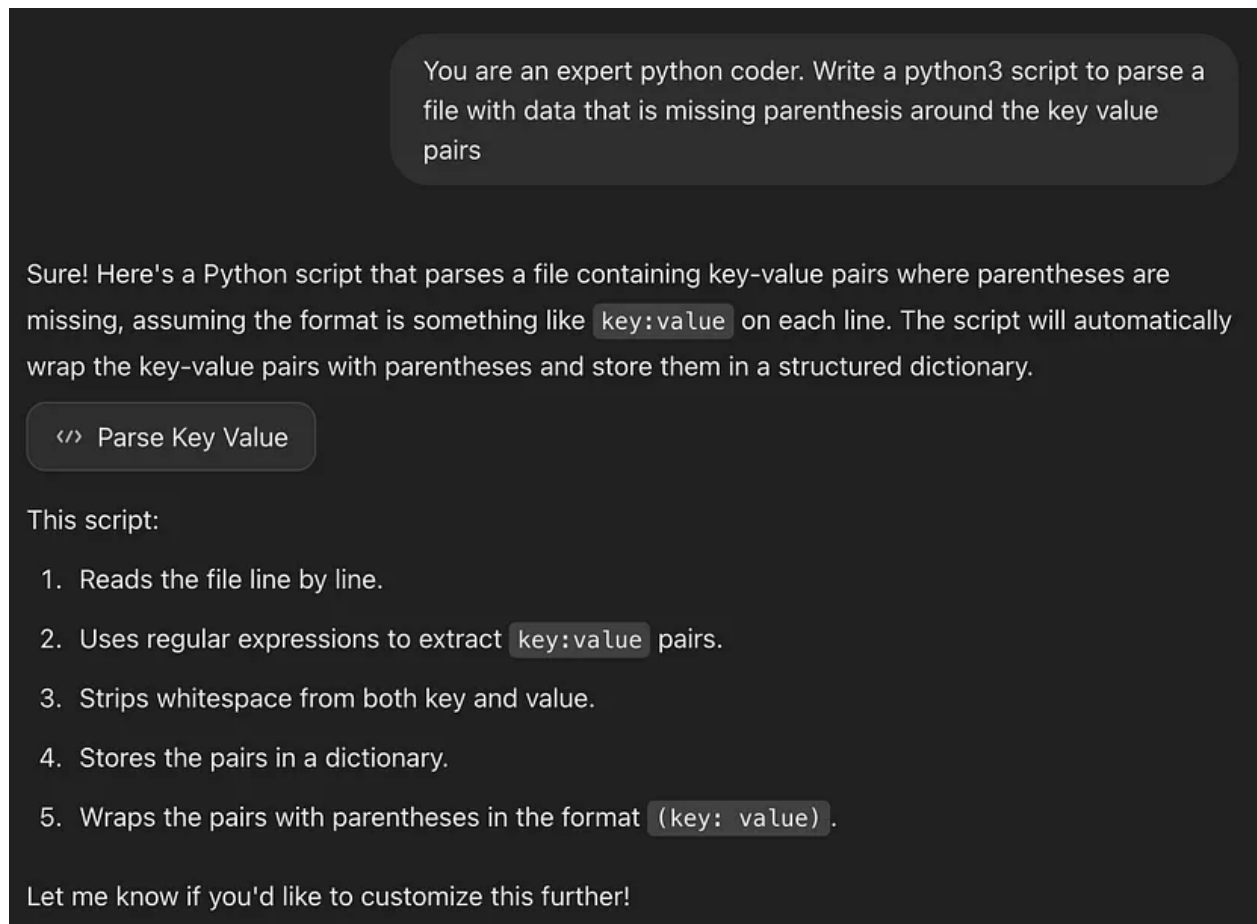 You are an expert python coder. Write a python3 script to parse a
file with data that is missing parenthesis around the key value
pairs
Sure! Here's a Python script that parses a file containing key-value pairs where parentheses are
missing, assuming the format is something like key:value on each line. The script will automatically
wrap the key-value pairs with parentheses and store them in a structured dictionary.
</> Parse Key Value
This script:
1. Reads the file line by line.
2. Uses regular expressions to extract key:value pairs.
3. Strips whitespace from both key and value.
4. Stores the pairs in a dictionary.
5. Wraps the pairs with parentheses in the format (key: value).
Let me know if you'd like to customize this further!